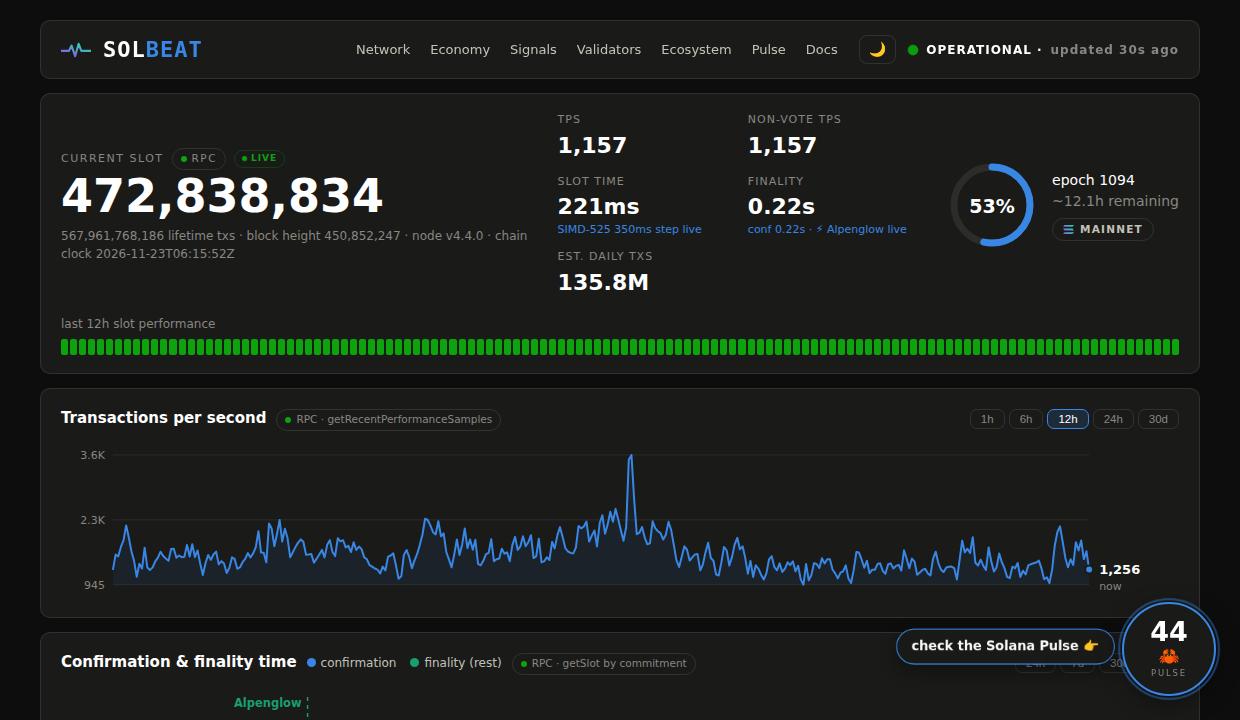 SOLBEAT
Network Economy Signals Validators Ecosystem Pulse Docs
OPERATIONAL · updated 30s ago
CURRENT SLOT RPC LIVE
472,838,834
567,961,768,186 lifetime txs · block height 450,852,247 · node v4.4.0 · chain
clock 2026-11-23T06:15:52Z
TPS
1,157
NON-VOTE TPS
1,157
SLOT TIME
221ms
SIMD-525 350ms step live
FINALITY
0.22s
conf 0.22s · ⚡ Alpenglow live
EST. DAILY TXS
135.8M
53%
epoch 1094
~12.1h remaining
MAINNET
last 12h slot performance
Transactions per second RPC · getRecentPerformanceSamples
1h 6h 12h 24h 30d
3.6K
2.3K
945
1,256
now
Confirmation & finality time confirmation finality (rest) RPC · getSlot by commitment
Alpenglow
check the Solana Pulse 👉
44
🦀
PULSE